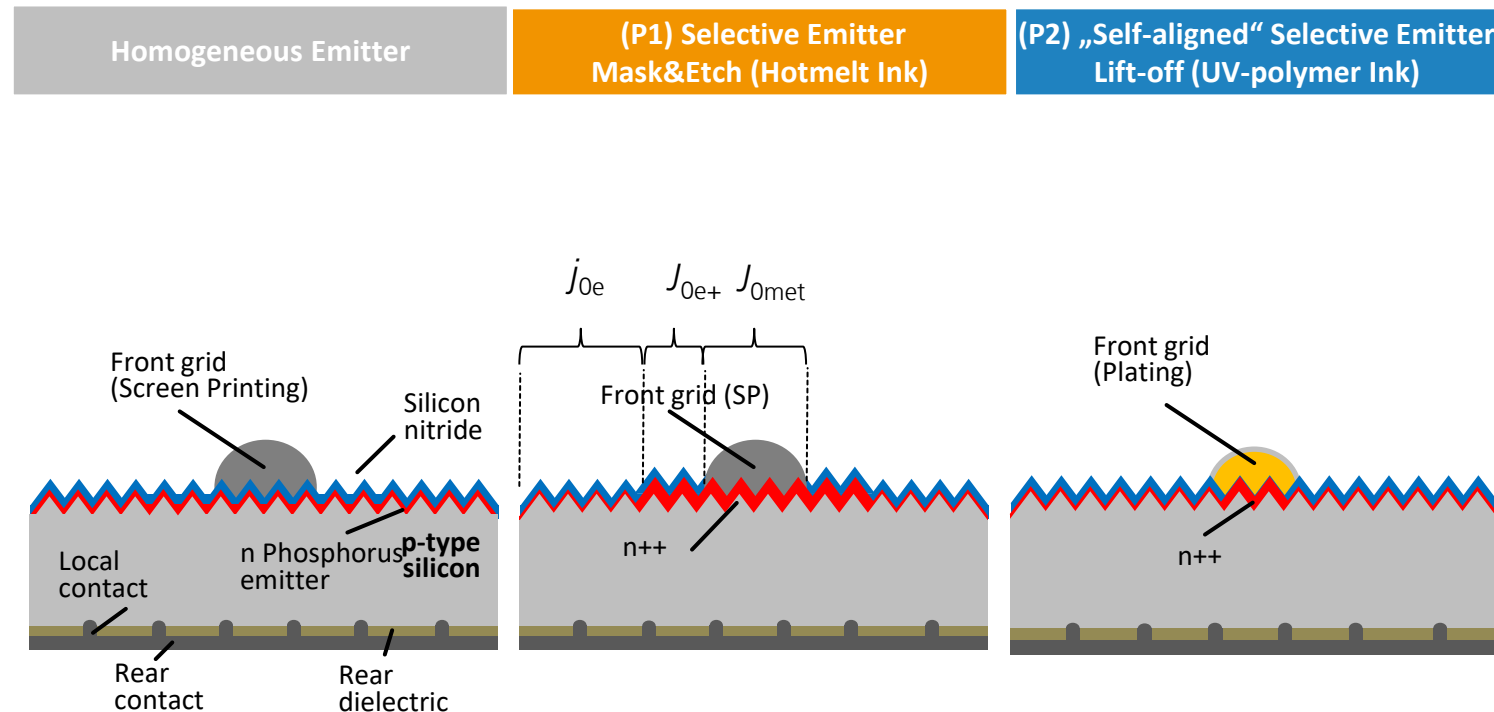 Homogeneous Emitter
(P1) Selective Emitter
Mask&Etch (Hotmelt Ink)
(P2) „Self-aligned“ Selective Emitter
Lift-off (UV-polymer Ink)
j0e
J0e+
J0met
Front grid
(Screen Printing)
Silicon
nitride
n Phosphorus
emitter
p-type
silicon
Local
contact
Rear
contact
Rear
dielectric
Front grid (SP)
n++
Front grid
(Plating)
n++